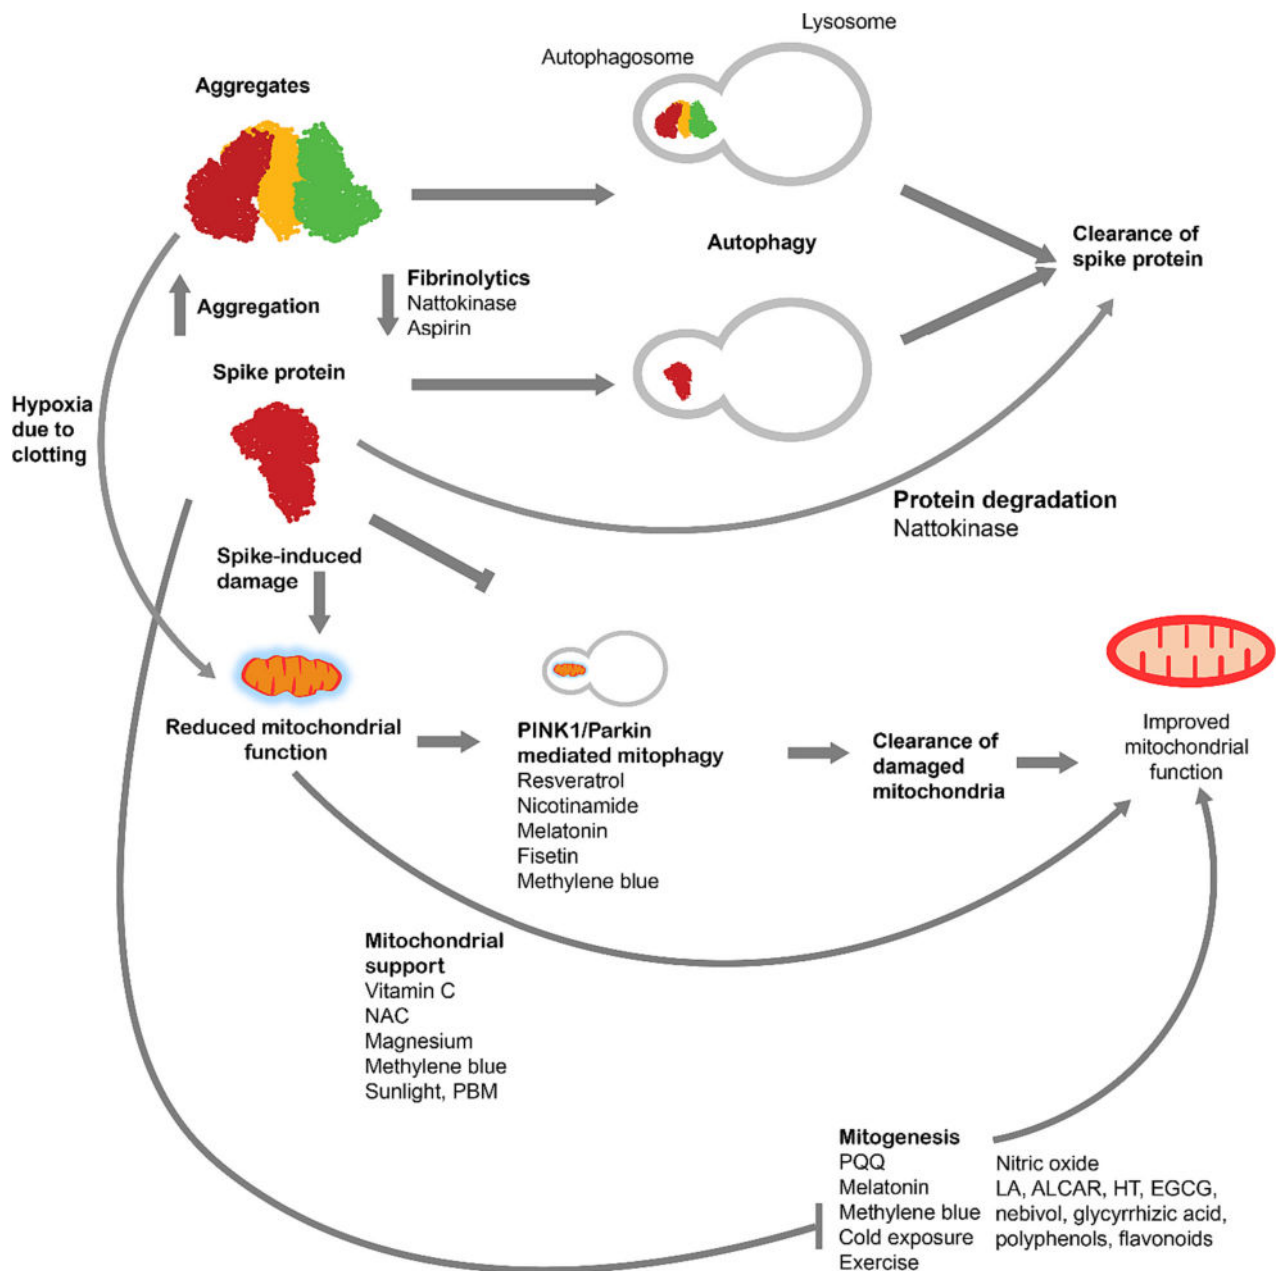 Lysosome
Autophagosome
Aggregates
Autophagy
Clearance of
spike protein
Fibrinolytics
Nattokinase
Aspirin
Aggregation
Spike protein
Hypoxia
due to
clotting
Protein degradation
Nattokinase
Spike-induced
damage
Reduced mitochondrial
function
PINK1/Parkin
mediated mitophagy
Resveratrol
Nicotinamide
Melatonin
Fisetin
Methylene blue
Clearance of
damaged
mitochondria
Improved
mitochondrial
function
Mitochondrial
support
Vitamin C
NAC
Magnesium
Methylene blue
Sunlight, PBM
Mitogenesis
PQQ
Melatonin
Methylene blue
Cold exposure
Exercise
Nitric oxide
LA, ALCAR, HT, EGCG,
nebivol, glycyrrhizic acid,
polyphenols, flavonoids